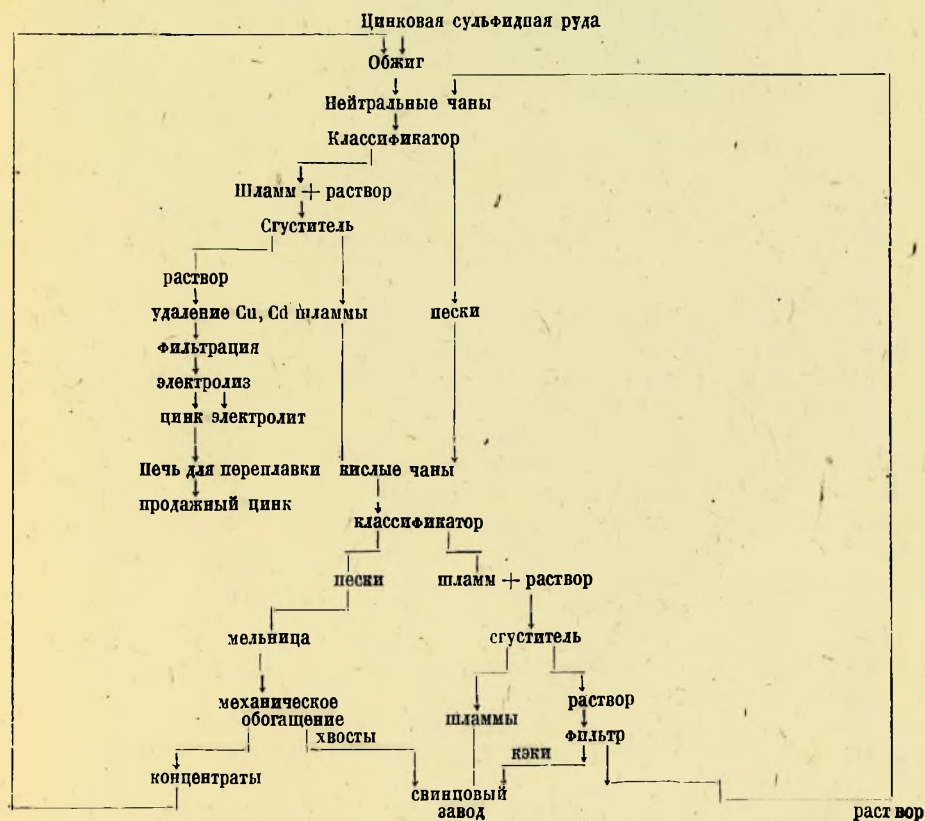 Цинковая сульфидная руда
Обжиг
Нейтральные чаны
Классификатор
Шламм + раствор
Сгуститель
раствор
удаление Cu, Cd шламмы пески
фильтрация
электролиз
цинк электролит
Печь для переплавки кислые чаны
продажный цинк
классификатор
пески шламм + раствор
мельница сгуститель
механическое
обогащение
раствор
шламмы
хвосты
фильтр
кэки
концентраты
свинцовый
завод
раствор